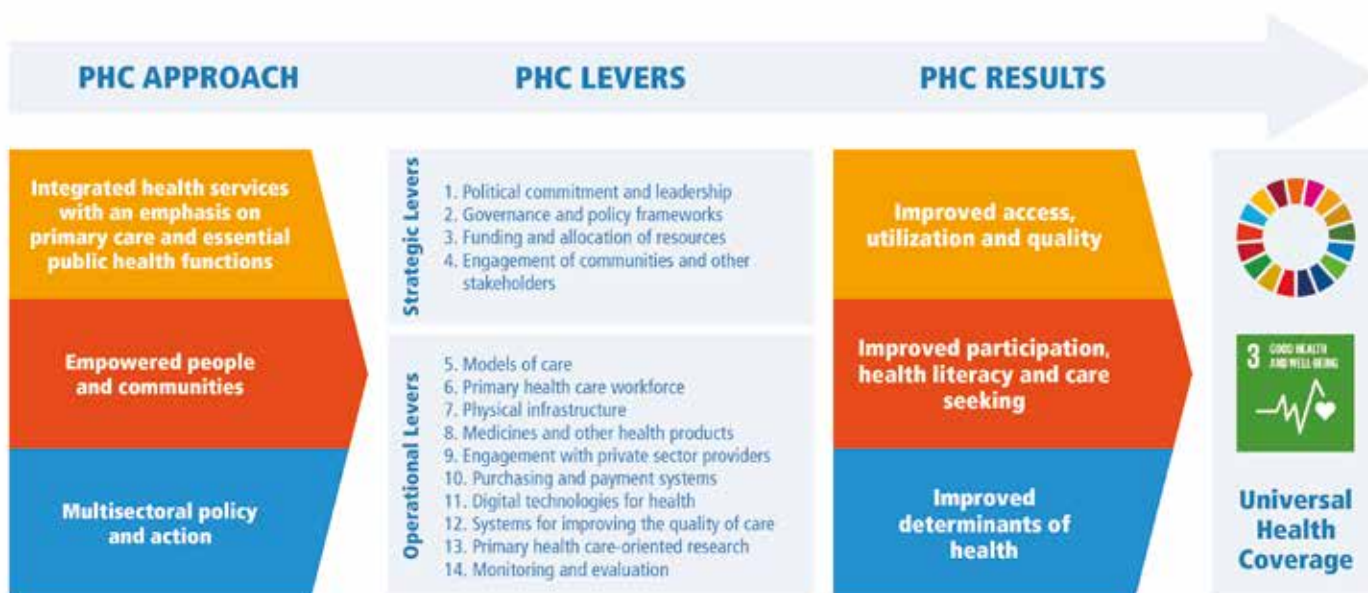 PHC APPROACH
PHC LEVERS
PHC RESULTS
Integrated health services
with an emphasis on
primary care and essential
public health functions
Empowered people
and communities
Multisectoral policy
and action
Strategic Levers
1. Political commitment and leadership
2. Governance and policy frameworks
3. Funding and allocation of resources
4. Engagement of communities and other
stakeholders
Operational Levers
5. Models of care
6. Primary health care workforce
7. Physical infrastructure
8. Medicines and other health products
9. Engagement with private sector providers
10. Purchasing and payment systems
11. Digital technologies for health
12. Systems for improving the quality of care
13. Primary health care-oriented research
14. Monitoring and evaluation
Improved access,
utilization and quality
Improved participation,
health literacy and care
seeking
Improved
determinants of
health
3 GOOD HEALTH
AND WELL-BEING
Universal
Health
Coverage